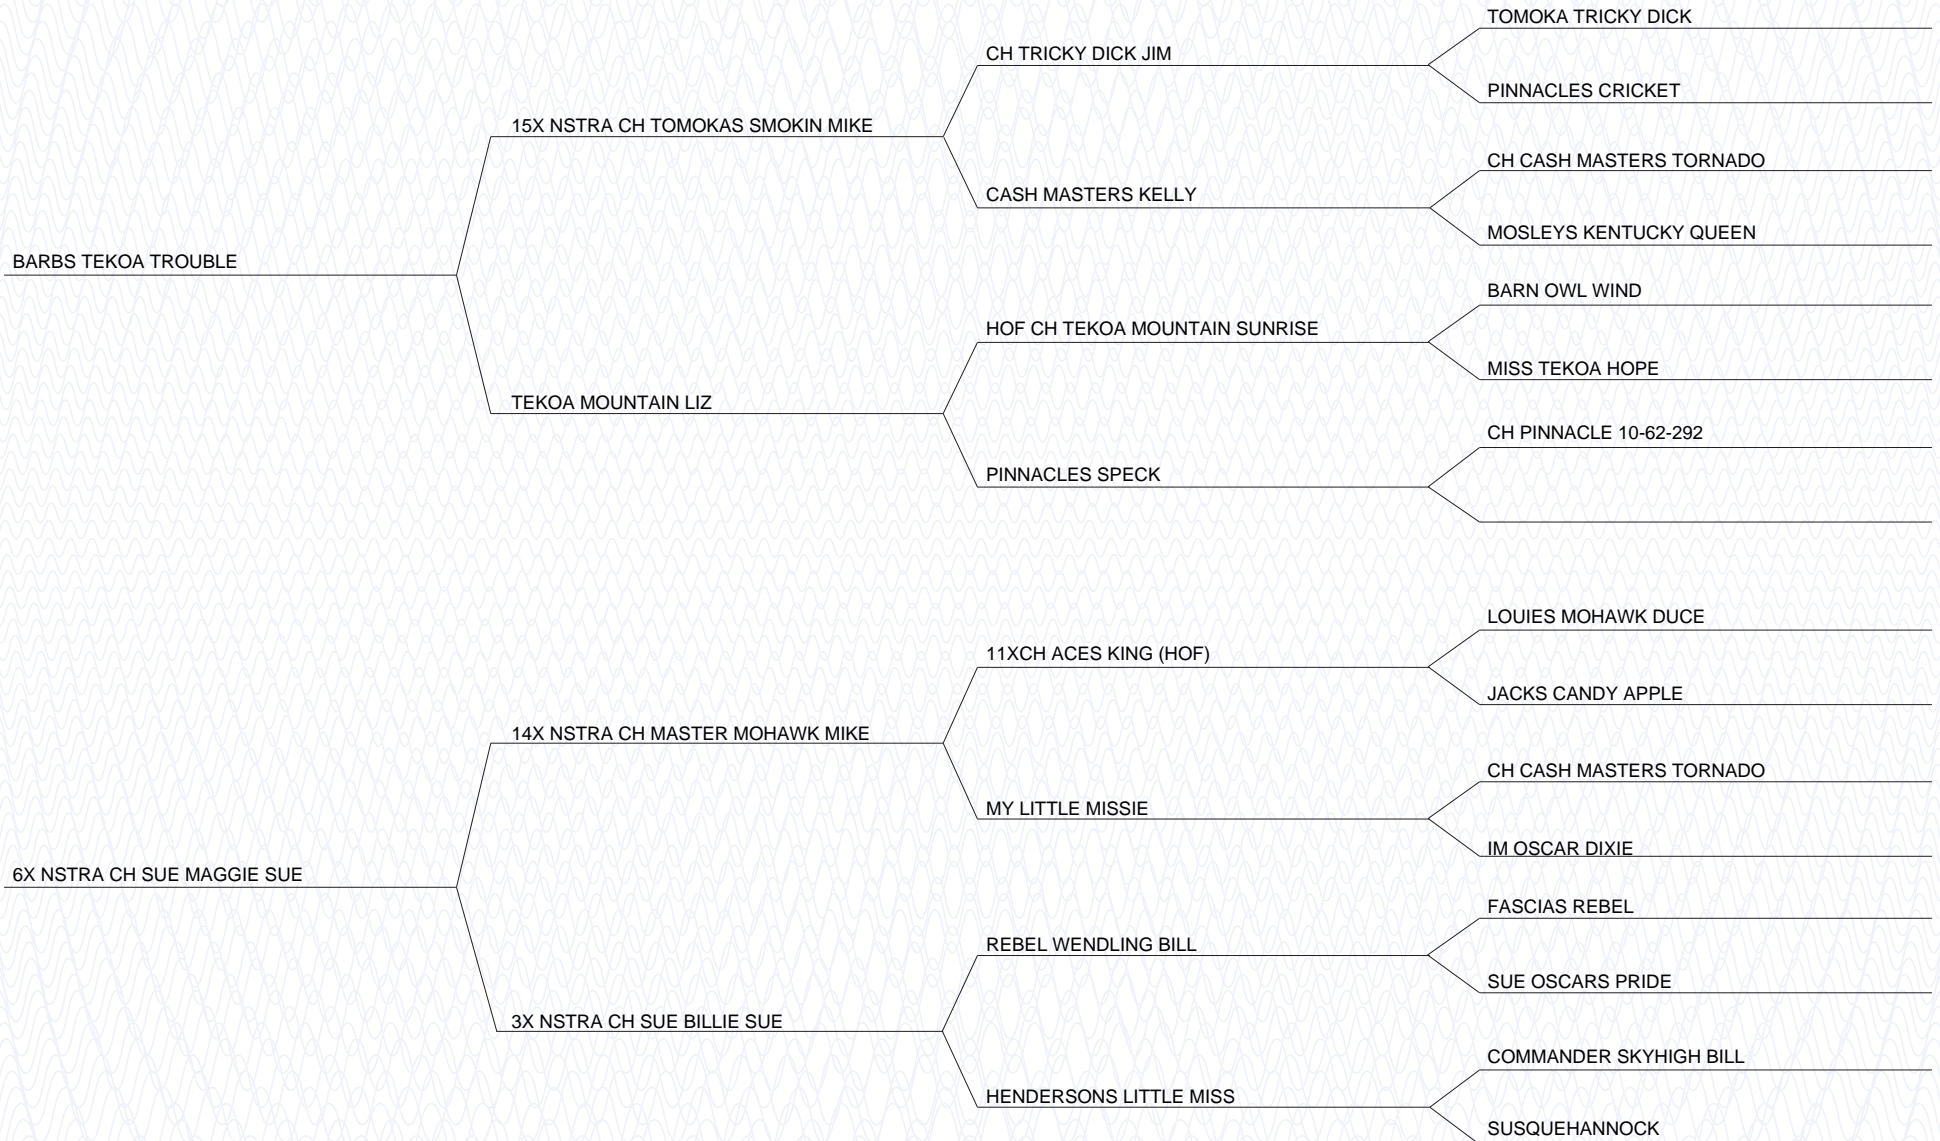 TOMOKA TRICKY DICK
CH TRICKY DICK JIM
PINNACLES CRICKET
15X NSTRA CH TOMOKAS SMOKIN MIKE
CH CASH MASTERS TORNADO
CASH MASTERS KELLY
MOSLEYS KENTUCKY QUEEN
BARBS TEKOA TROUBLE
BARN OWL WIND
HOF CH TEKOA MOUNTAIN SUNRISE
MISS TEKOA HOPE
TEKOA MOUNTAIN LIZ
CH PINNACLE 10-62-292
PINNACLES SPECK
LOUIES MOHAWK DUCE
11XCH ACES KING (HOF)
JACKS CANDY APPLE
14X NSTRA CH MASTER MOHAWK MIKE
CH CASH MASTERS TORNADO
MY LITTLE MISSIE
IM OSCAR DIXIE
6X NSTRA CH SUE MAGGIE SUE
FASCIAS REBEL
REBEL WENDLING BILL
SUE OSCARS PRIDE
3X NSTRA CH SUE BILLIE SUE
COMMANDER SKYHIGH BILL
HENDERSONS LITTLE MISS
SUSQUEHANNOCK